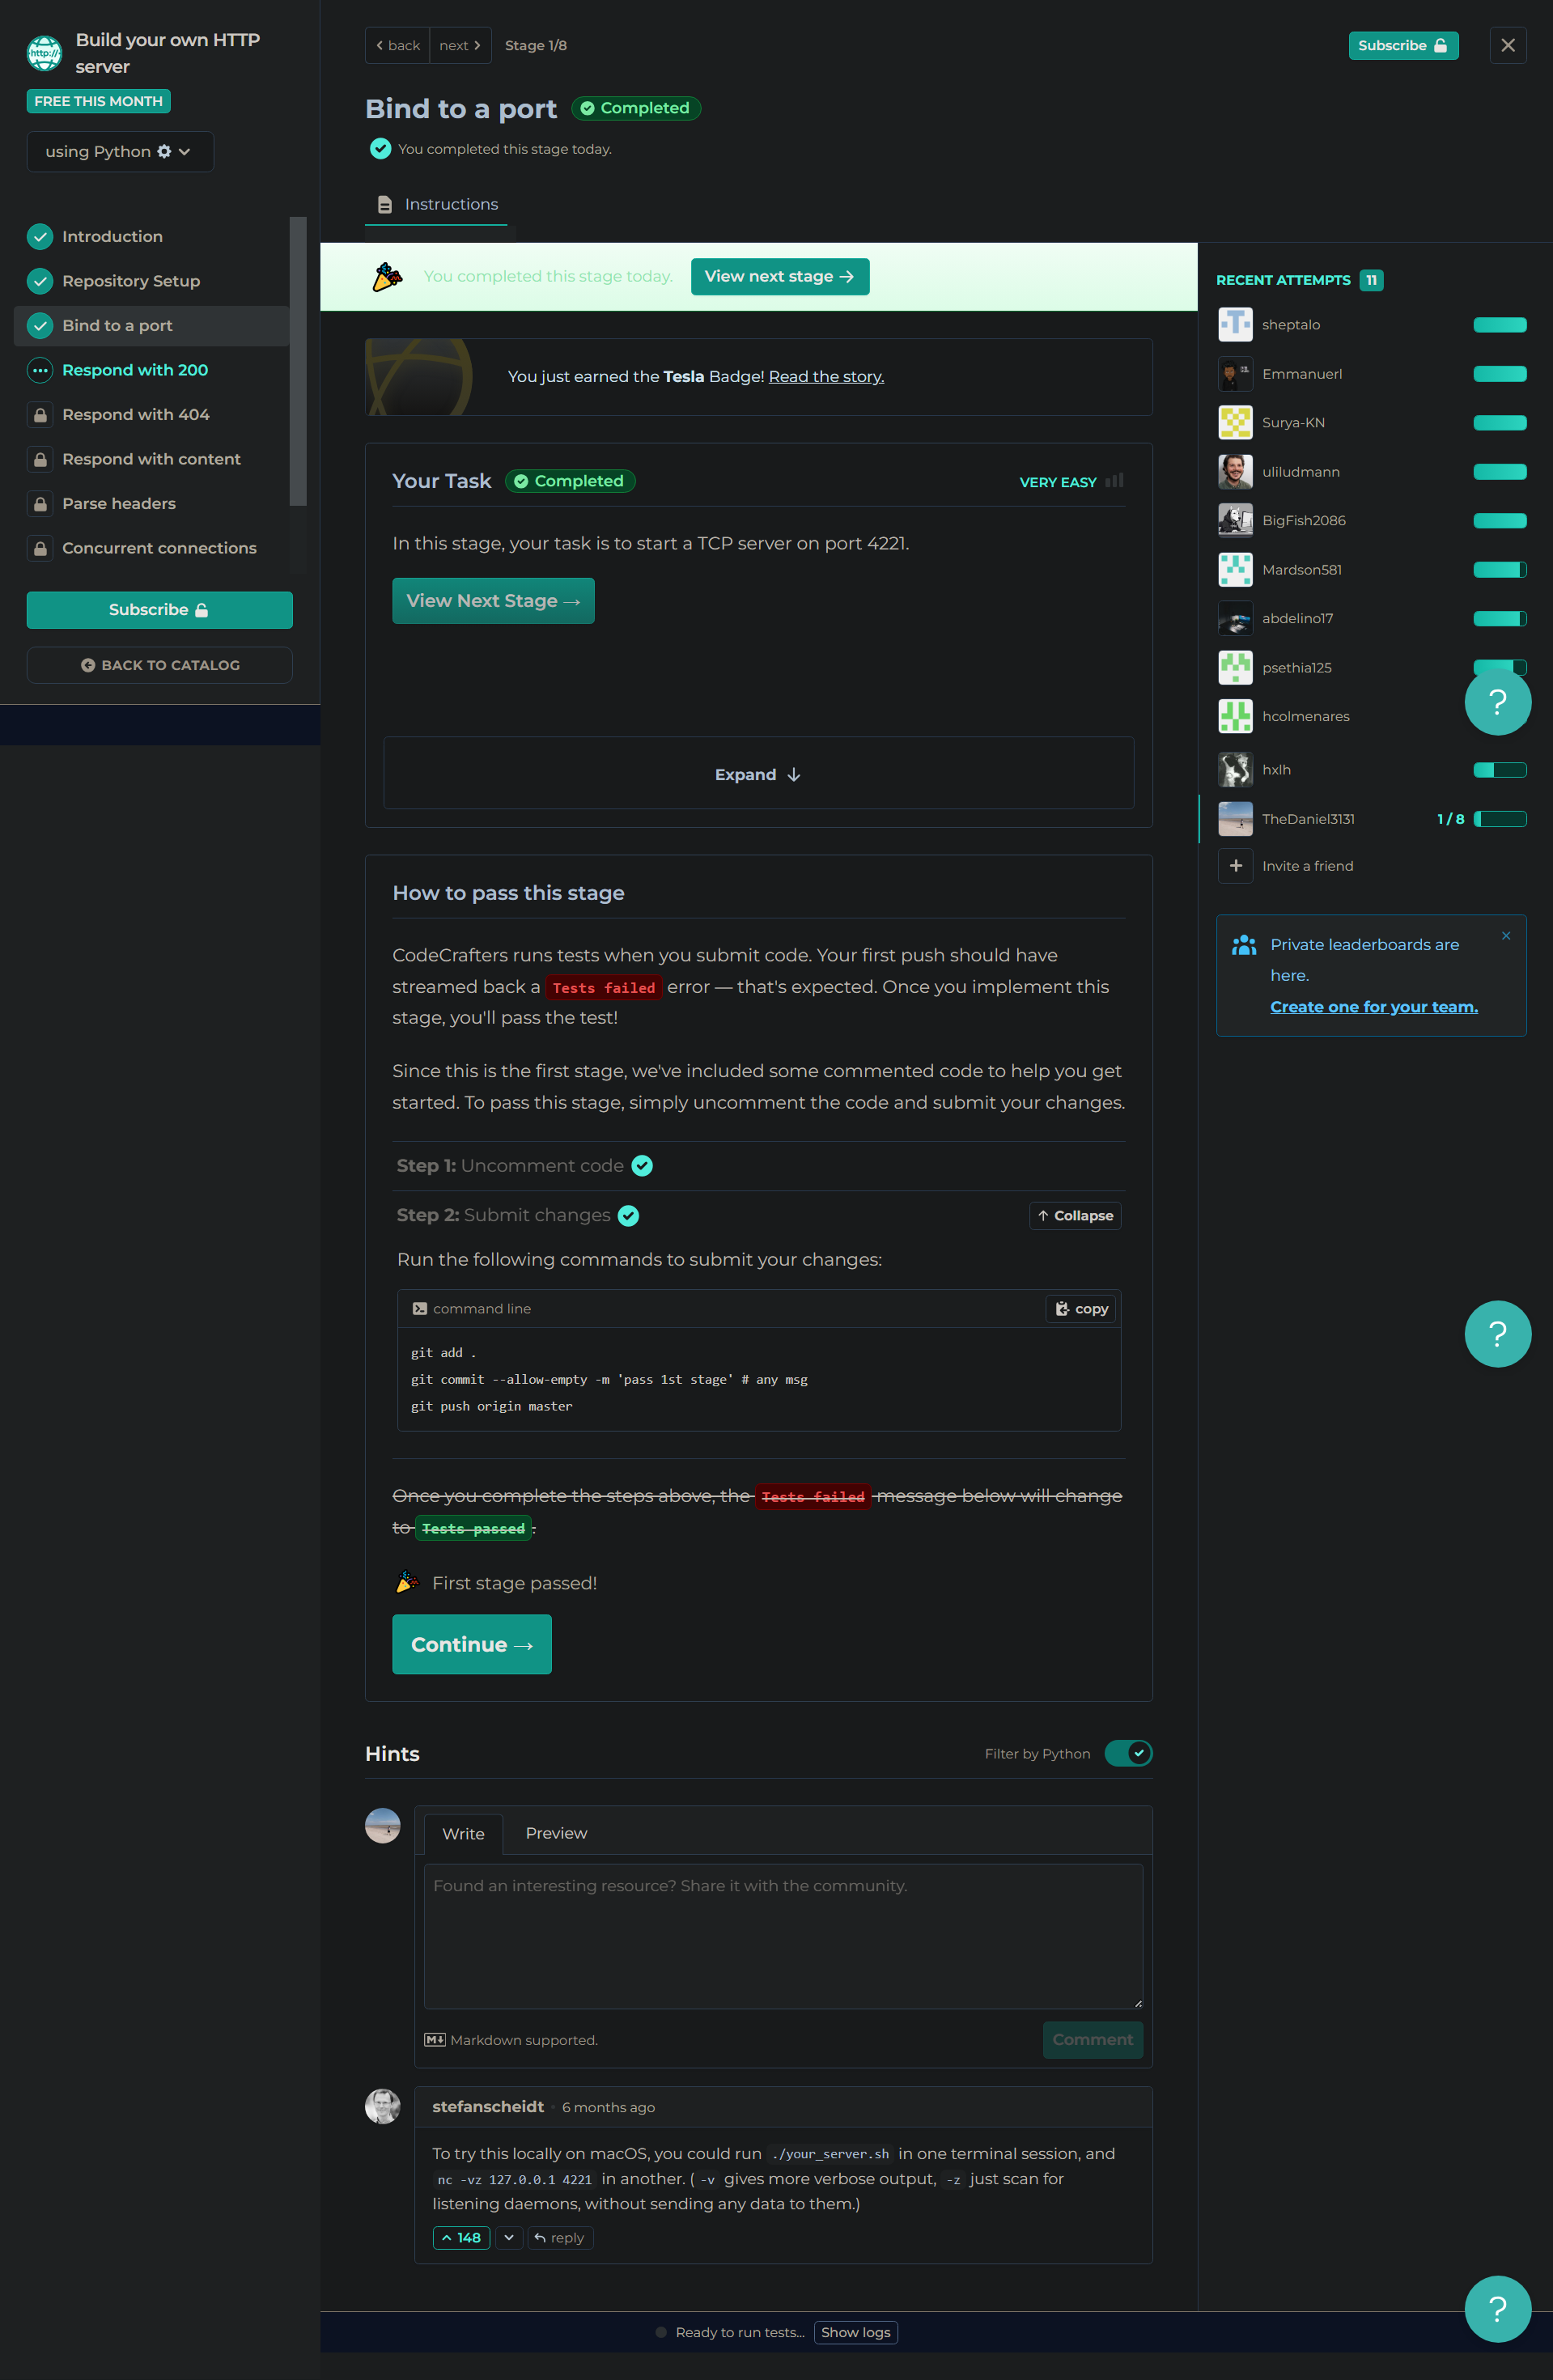 http://
Build your own HTTP
server
FREE THIS MONTH
using Python
Introduction
Repository Setup
Bind to a port
Respond with 200
Respond with 404
Respond with content
Parse headers
Concurrent connections
Subscribe
BACK TO CATALOG
back
next
Stage 1/8
Subscribe
Bind to a port
Completed
You completed this stage today.
Instructions
You completed this stage today.
View next stage →
You just earned the Tesla Badge! Read the story.
Your Task
Completed
VERY EASY
In this stage, your task is to start a TCP server on port 4221.
View Next Stage →
Expand ↓
How to pass this stage
CodeCrafters runs tests when you submit code. Your first push should have
streamed back a Tests failed error — that's expected. Once you implement this
stage, you'll pass the test!
Since this is the first stage, we've included some commented code to help you get
started. To pass this stage, simply uncomment the code and submit your changes.
Step 1: Uncomment code
Step 2: Submit changes
↑ Collapse
Run the following commands to submit your changes:
command line
copy
git add .
git commit --allow-empty -m 'pass 1st stage' # any msg
git push origin master
Once you complete the steps above, the Tests failed message below will change
to Tests passed.
First stage passed!
Continue →
Hints
Filter by Python
Write
Preview
Found an interesting resource? Share it with the community.
Markdown supported.
Comment
stefanscheidt
6 months ago
To try this locally on macOS, you could run ./your_server.sh in one terminal session, and
nc -vz 127.0.0.1 4221 in another. ( -v gives more verbose output, -z just scan for
listening daemons, without sending any data to them.)
148
reply
RECENT ATTEMPTS 11
sheptalo
Emmanuerl
Surya-KN
uliludmann
BigFish2086
Mardson581
abdelino17
psethia125
hcolmenares
hxlh
TheDaniel3131
1 / 8
Invite a friend
Private leaderboards are
here.
Create one for your team.
?
?
?
Ready to run tests...
Show logs